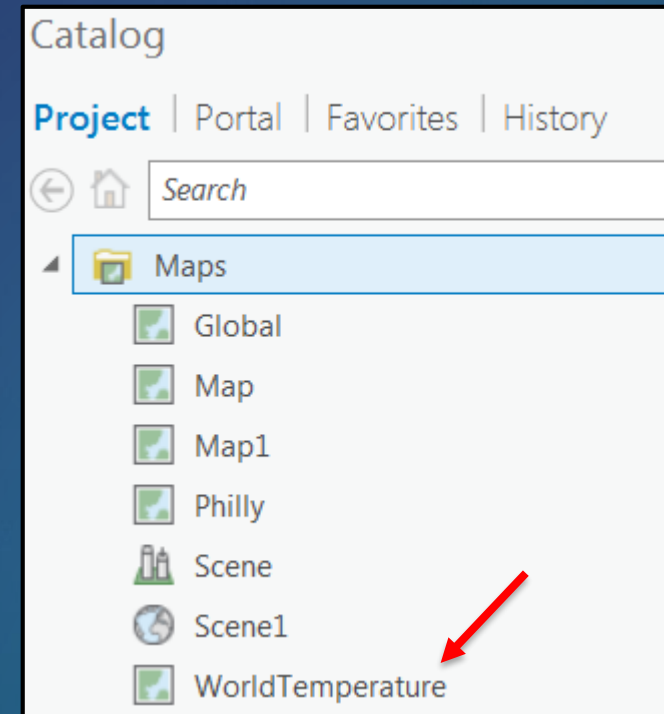 Catalog
Project | Portal | Favorites | History
Search
Maps
Global
Map
Map1
Philly
Scene
Scene1
WorldTemperature